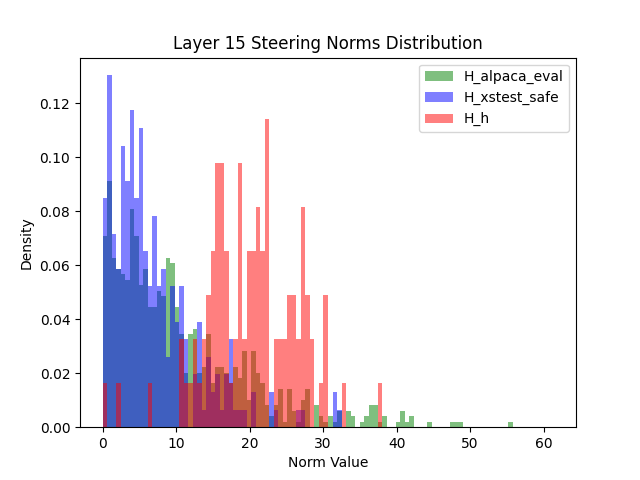 Layer 15 Steering Norms Distribution
H_alpaca_eval
H_xstest_safe
H_h
0.12
0.10
0.08
0.06
0.04
0.02
0.00
Density
0 10 20 30 40 50 60
Norm Value